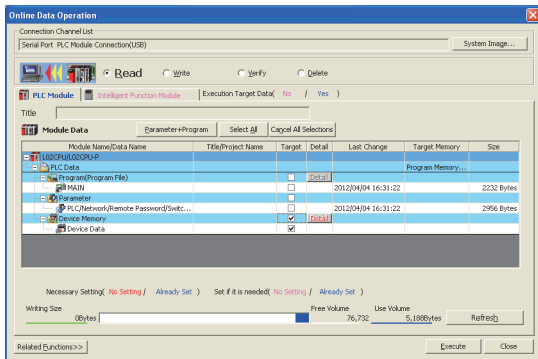 Online Data Operation
Connection Channel List
Serial Port PLC Module Connection(USB)
System Image...
Read
Write
Verify
Delete
PLC Module
Intelligent Function Module
Execution Target Data( No / Yes )
Title
Module Data
Parameter+Program
Select All
Cancel All Selections
Module Name/Data Name Title/Project Name Target Detail Last Change Target Memory Size
L02CPU/L02CPU-P
PLC Data Program Memory...
Program(Program File) Detail
MAIN 2012/04/04 16:31:22 2232 Bytes
Parameter
PLC/Network/Remote Password/Switc... 2012/04/04 16:31:22 2956 Bytes
Device Memory Detail
Device Data
Necessary Setting( No Setting / Already Set ) Set if it is needed( No Setting / Already Set )
Writing Size
0Bytes
Free Volume
76,732
Use Volume
5,188Bytes
Refresh
Related Functions>>
Execute
Close